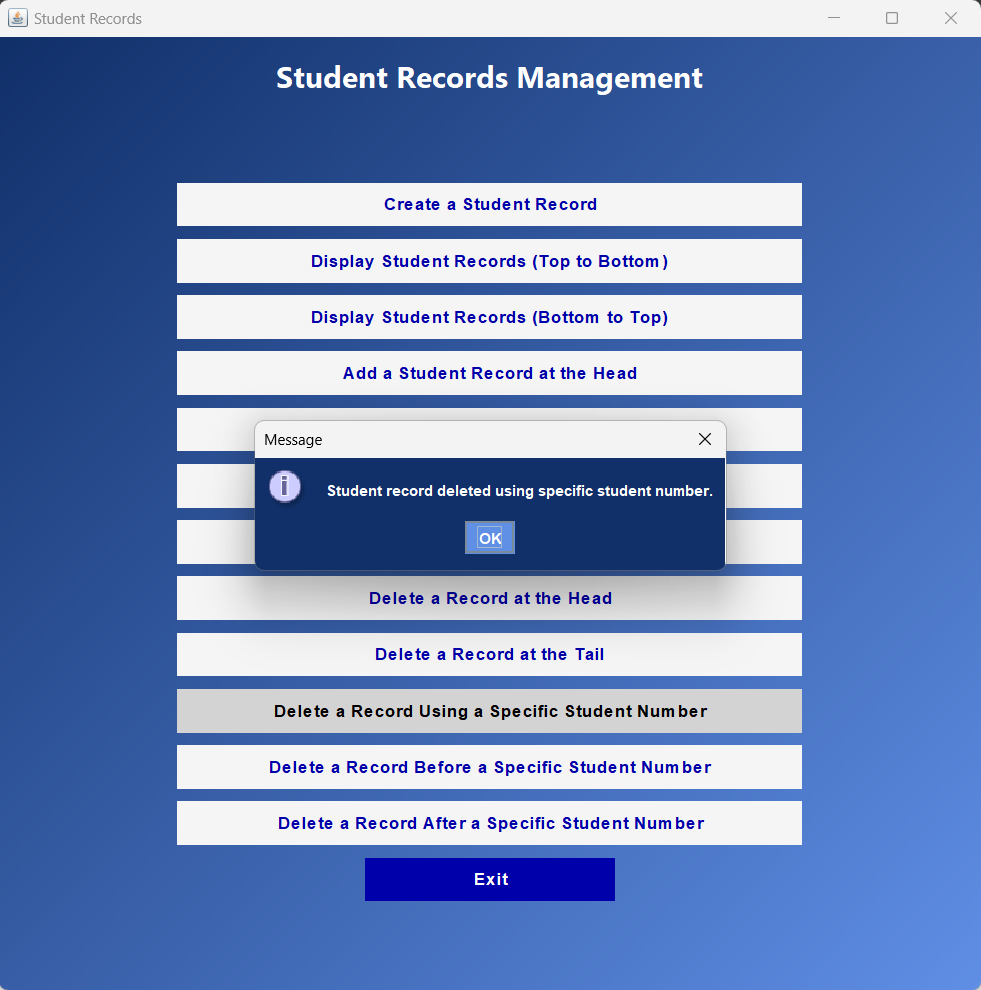 Student Records
Student Records Management
Create a Student Record
Display Student Records (Top to Bottom)
Display Student Records (Bottom to Top)
Add a Student Record at the Head
Message
i
Student record deleted using specific student number.
OK
Delete a Record at the Head
Delete a Record at the Tail
Delete a Record Using a Specific Student Number
Delete a Record Before a Specific Student Number
Delete a Record After a Specific Student Number
Exit